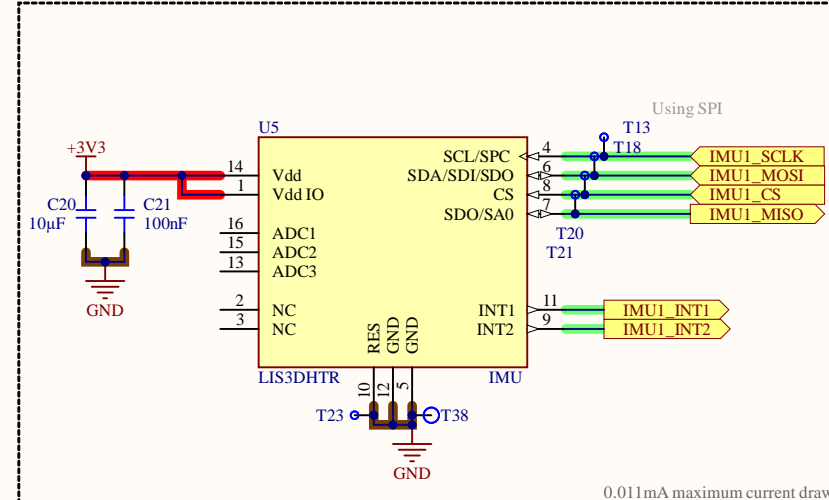 Using SPI
U5
T13
T18
+3V3
14 Vdd
1 Vdd IO
SCL/SPC 4 IMU1_SCLK
SDA/SDI/SDO 6 IMU1_MOSI
CS 8 IMU1_CS
SDO/SA0 7 IMU1_MISO
C20
10µF
C21
100nF
16 ADC1
15 ADC2
13 ADC3
T20
T21
GND
2 NC
3 NC
INT1 11 IMU1_INT1
INT2 9 IMU1_INT2
RES
GND
GND
LIS3DHTR
IMU
10
12
5
T23
T38
GND
0.011mA maximum current draw